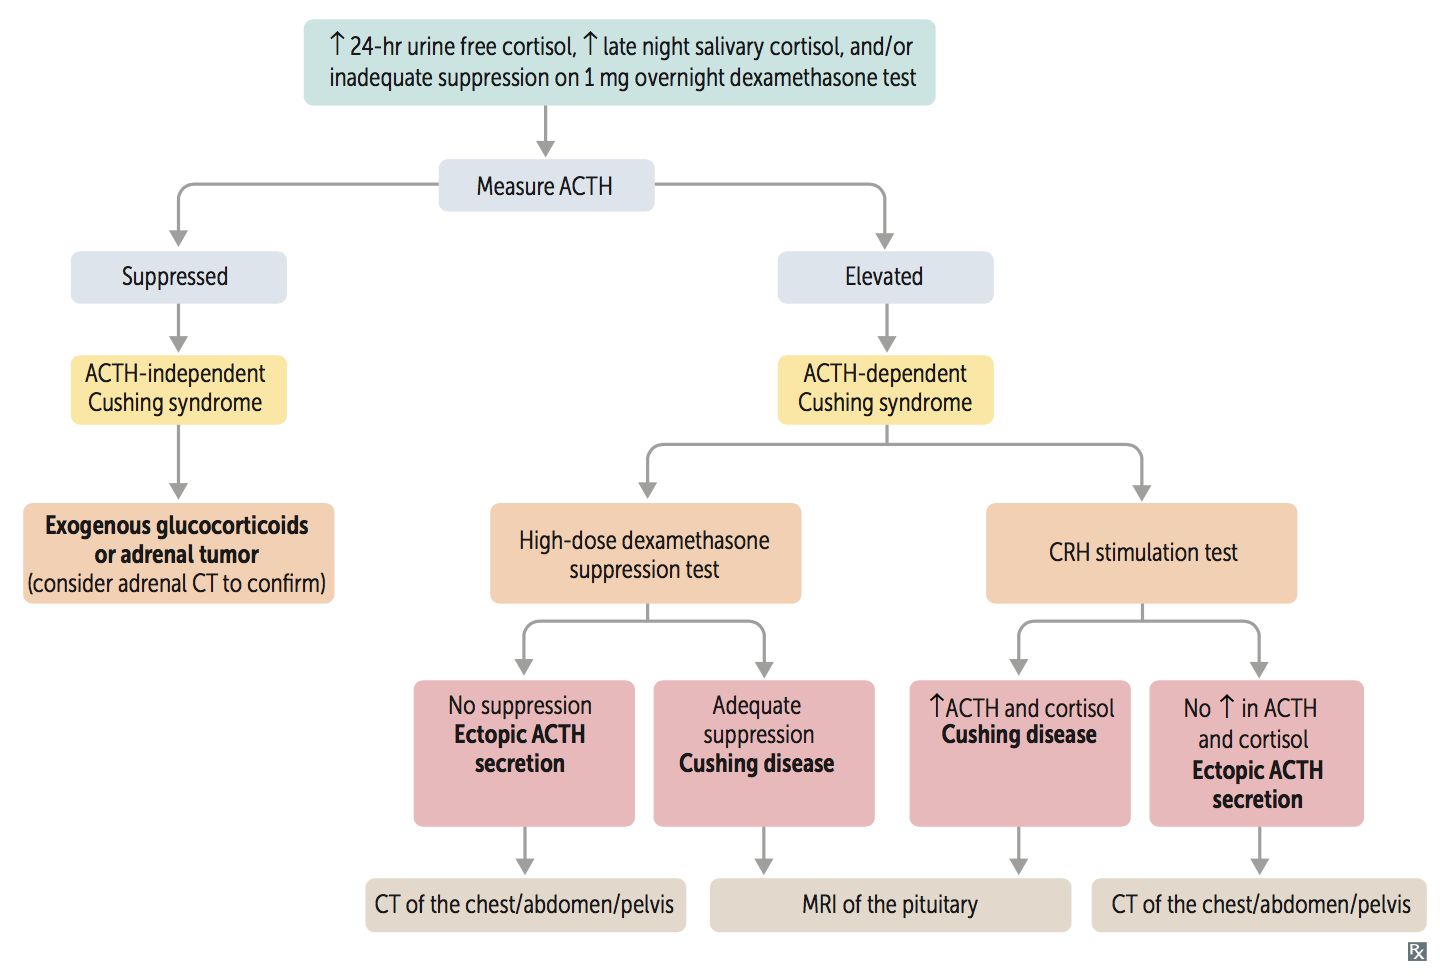 ↑ 24-hr urine free cortisol, ↑ late night salivary cortisol, and/or
inadequate suppression on 1 mg overnight dexamethasone test
Measure ACTH
Suppressed
Elevated
ACTH-independent
Cushing syndrome
ACTH-dependent
Cushing syndrome
Exogenous glucocorticoids
or adrenal tumor
(consider adrenal CT to confirm)
High-dose dexamethasone
suppression test
CRH stimulation test
No suppression
Ectopic ACTH
secretion
Adequate
suppression
Cushing disease
↑ACTH and cortisol
Cushing disease
No ↑ in ACTH
and cortisol
Ectopic ACTH
secretion
CT of the chest/abdomen/pelvis
MRI of the pituitary
CT of the chest/abdomen/pelvis
Rx